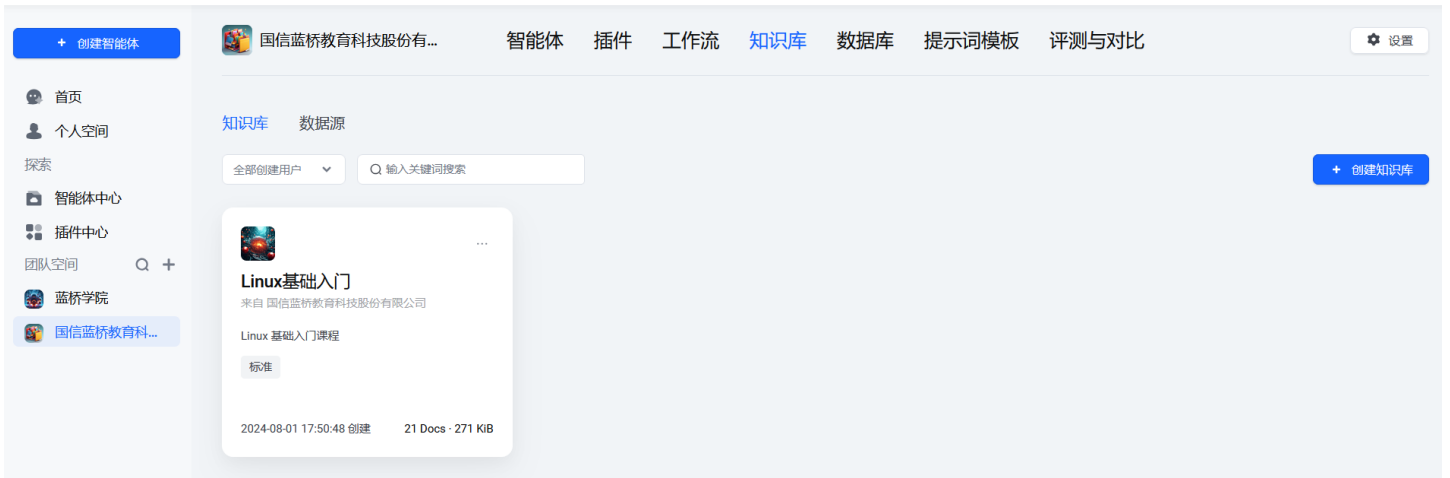 + 创建智能体
首页
个人空间
探索
智能体中心
插件中心
团队空间
蓝桥学院
国信蓝桥教育科...
国信蓝桥教育科技股份有...
智能体 插件 工作流 知识库 数据库 提示词模板 评测与对比
设置
知识库 数据源
全部创建用户 输入关键词搜索
+ 创建知识库
...
Linux基础入门
来自 国信蓝桥教育科技股份有限公司
Linux 基础入门课程
标准
2024-08-01 17:50:48 创建 21 Docs · 271 KiB